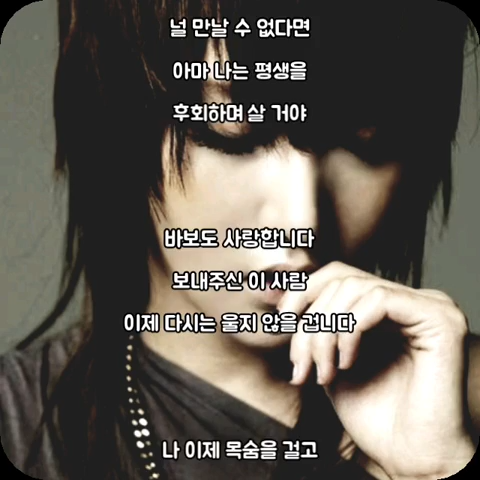 널 만날 수 없다면
아마 나는 평생을
후회하며 살 거야
바보도 사랑합니다
보내주신 이 사람
이제 다시는 울지 않을 겁니다
나 이제 목숨을 걸고